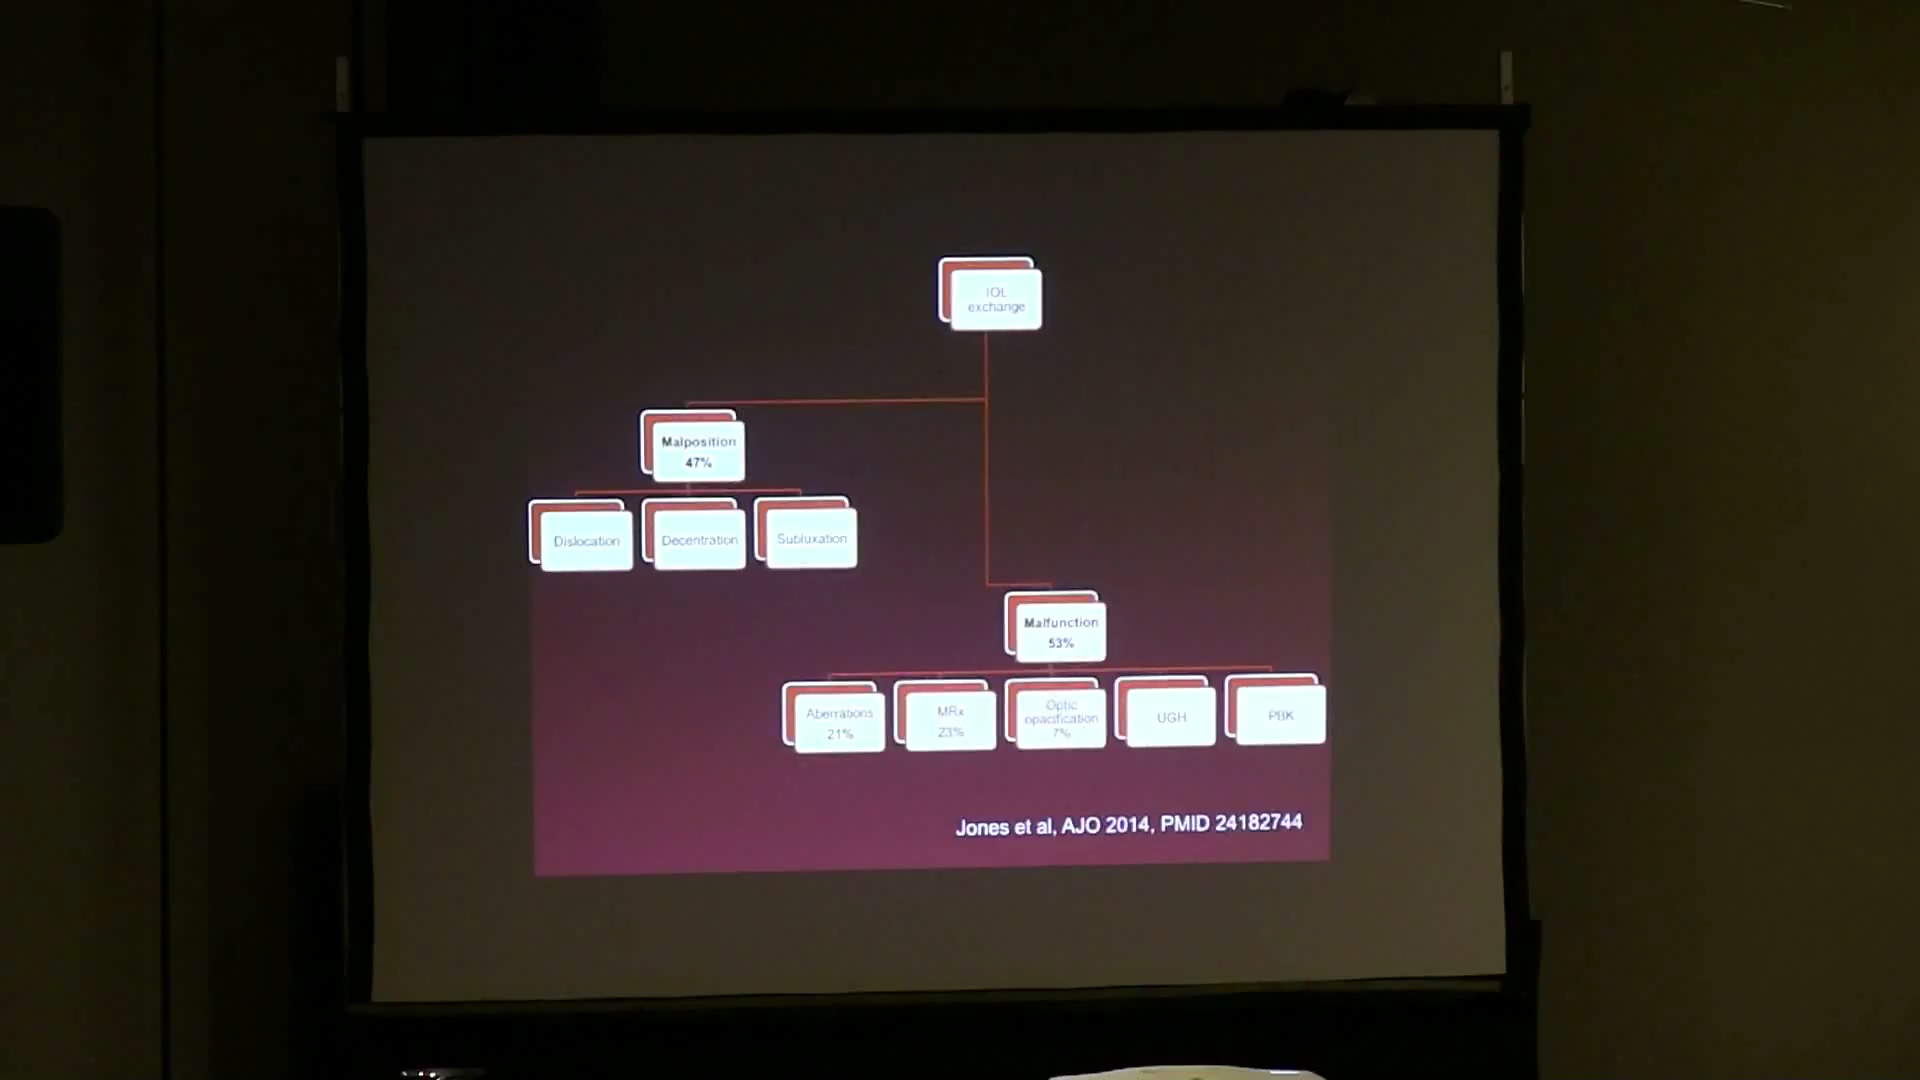 IOL
exchange
Malposition
47%
Dislocation
Decentration
Subluxation
Malfunction
53%
Aberrations
21%
MRx
23%
Optic
opacification
7%
UGH
PBK
Jones et al, AJO 2014, PMID 24182744